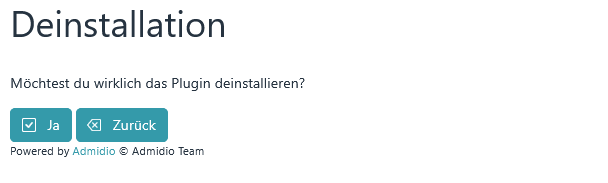 Deinstallation
Möchtest du wirklich das Plugin deinstallieren?
Ja Zurück
Powered by Admidio © Admidio Team